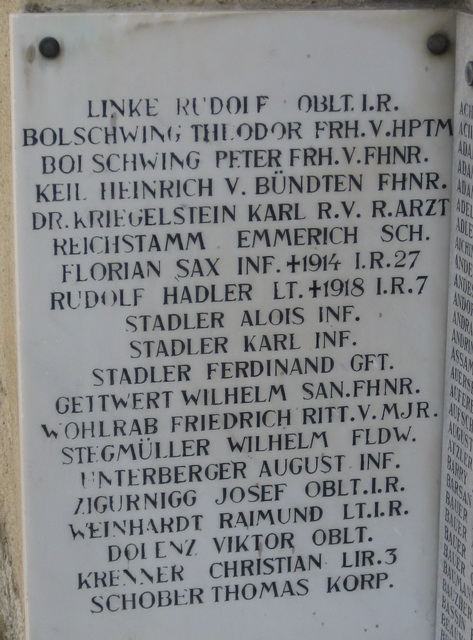 LINKE RUDOLF OBLT. I.R.
BOLSCHWING THEODOR FRH.V.HPTM
BOLSCHWING PETER FRH.V.FHNR.
KEIL HEINRICH V. BÜNDTEN FHNR.
DR.KRIEGELSTEIN KARL R.V. R.ARZT
REICHSTAMM EMMERICH SCH.
FLORIAN SAX INF. ✝1914 I.R.27
RUDOLF HADLER LT. ✝1918 I.R.7
STADLER ALOIS INF.
STADLER KARL INF.
STADLER FERDINAND GFT.
GETTWERT WILHELM SAN.FHNR.
WOHLRAB FRIEDRICH RITT.V.MJR.
STEGMÜLLER WILHELM FLDW.
UNTERBERGER AUGUST INF.
ZIGURNIGG JOSEF OBLT.I.R.
WEINHARDT RAIMUND LT.I.R.
DOLENZ VIKTOR OBLT.
KRENNER CHRISTIAN LIR.3
SCHOBER THOMAS KORP.